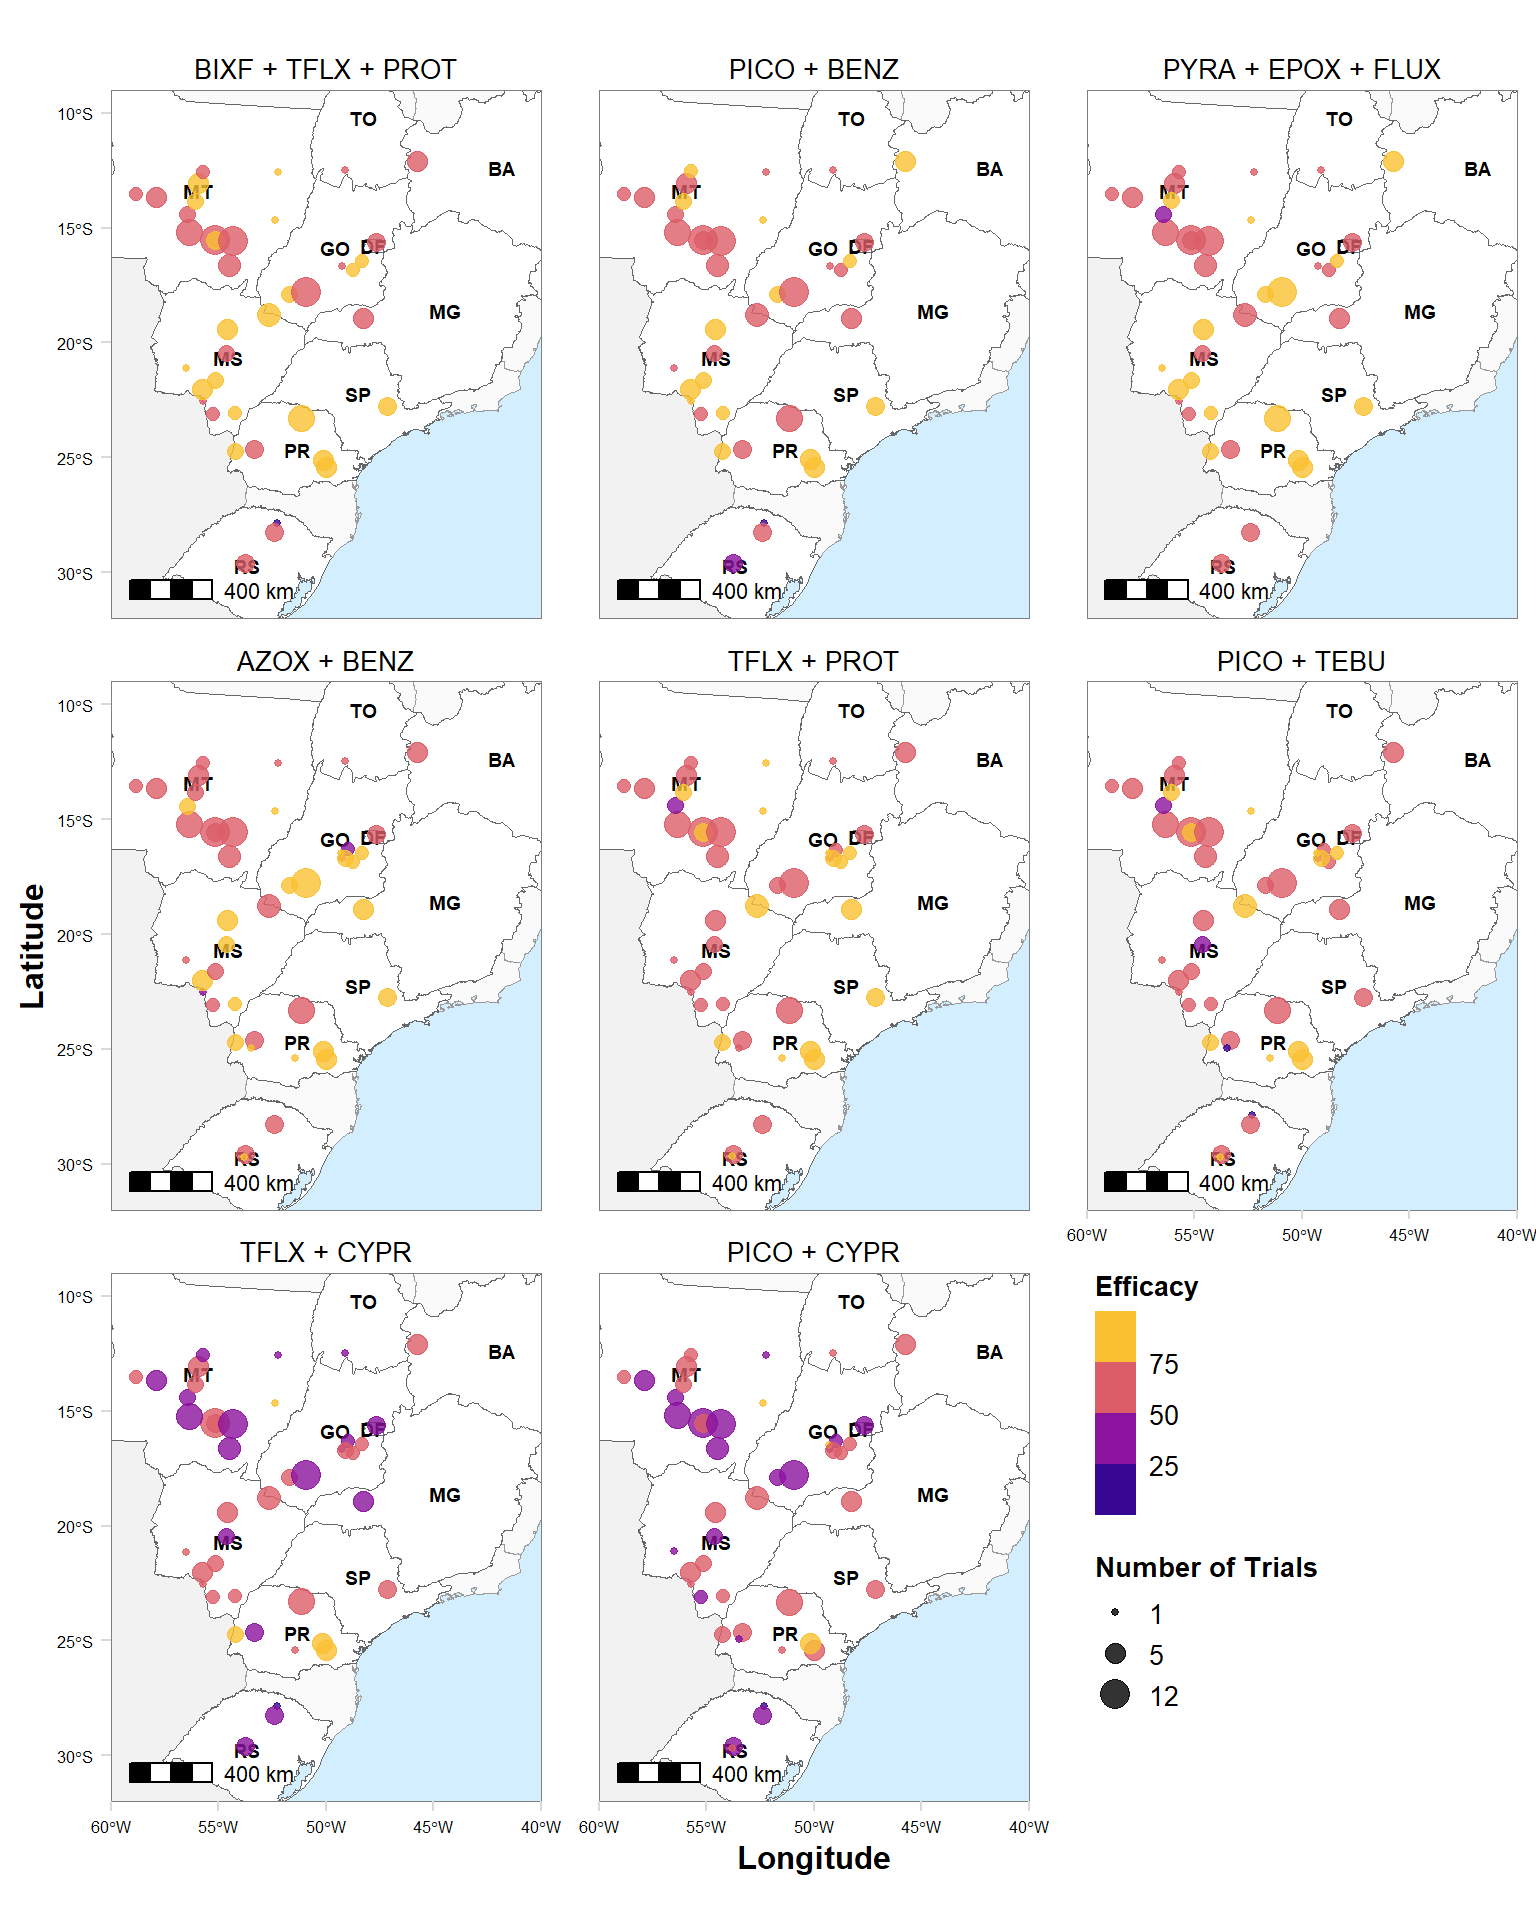 BIXF + TFLX + PROT
PICO + BENZ
PYRA + EPOX + FLUX
10°S
15°S
20°S
25°S
30°S
TO
BA
MT
GO
DF
MG
MS
SP
PR
RS
400 km
TO
BA
MT
GO
DF
MG
MS
SP
PR
RS
400 km
TO
BA
MT
GO
DF
MG
MS
SP
PR
RS
400 km
AZOX + BENZ
TFLX + PROT
PICO + TEBU
Latitude
10°S
15°S
20°S
25°S
30°S
TO
BA
MT
GO
DF
MG
MS
SP
PR
RS
400 km
TO
BA
MT
GO
DF
MG
MS
SP
PR
RS
400 km
TO
BA
MT
GO
DF
MG
MS
SP
PR
RS
400 km
60°W 55°W 50°W 45°W 40°W
TFLX + CYPR
PICO + CYPR
10°S
15°S
20°S
25°S
30°S
TO
BA
MT
GO
DF
MG
MS
SP
PR
RS
400 km
TO
BA
MT
GO
DF
MG
MS
SP
PR
RS
400 km
60°W 55°W 50°W 45°W 40°W
60°W 55°W 50°W 45°W 40°W
Longitude
Efficacy
75
50
25
Number of Trials
1
5
12